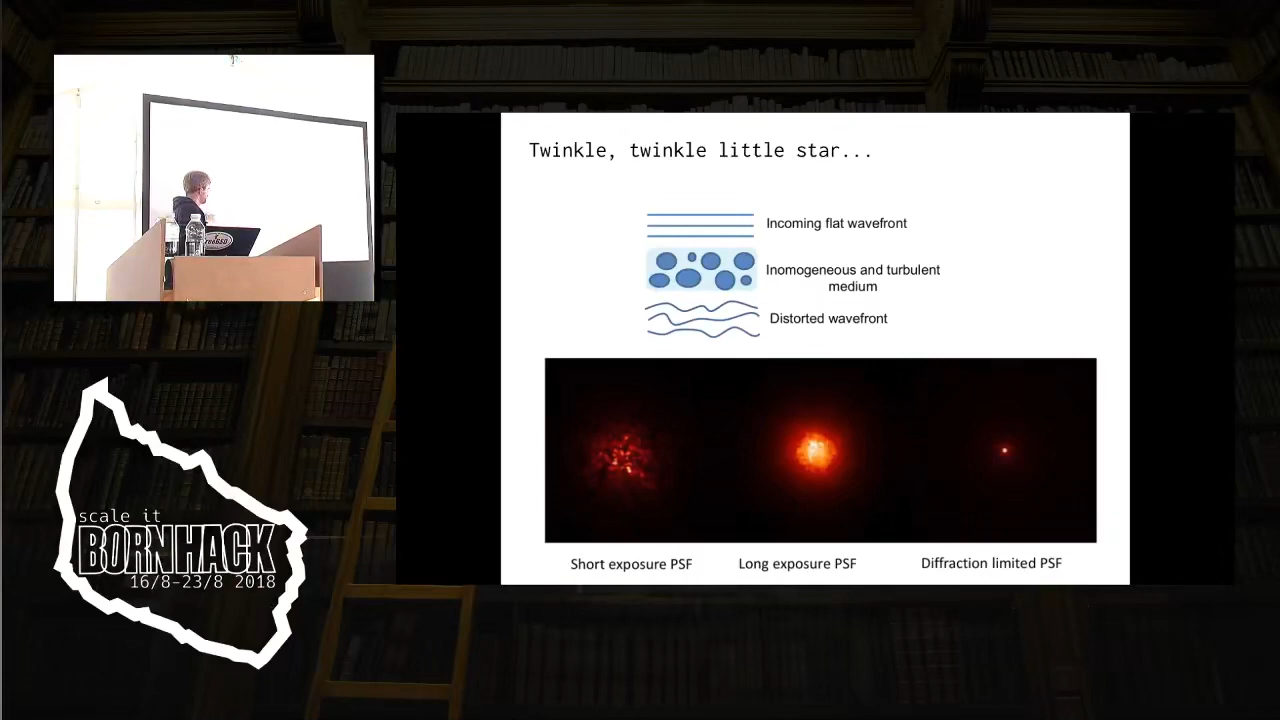 Twinkle, twinkle little star...
Incoming flat wavefront
Inomogeneous and turbulent
medium
Distorted wavefront
Short exposure PSF
Long exposure PSF
Diffraction limited PSF
scale it
BORNHACK
16/8-23/8 2018